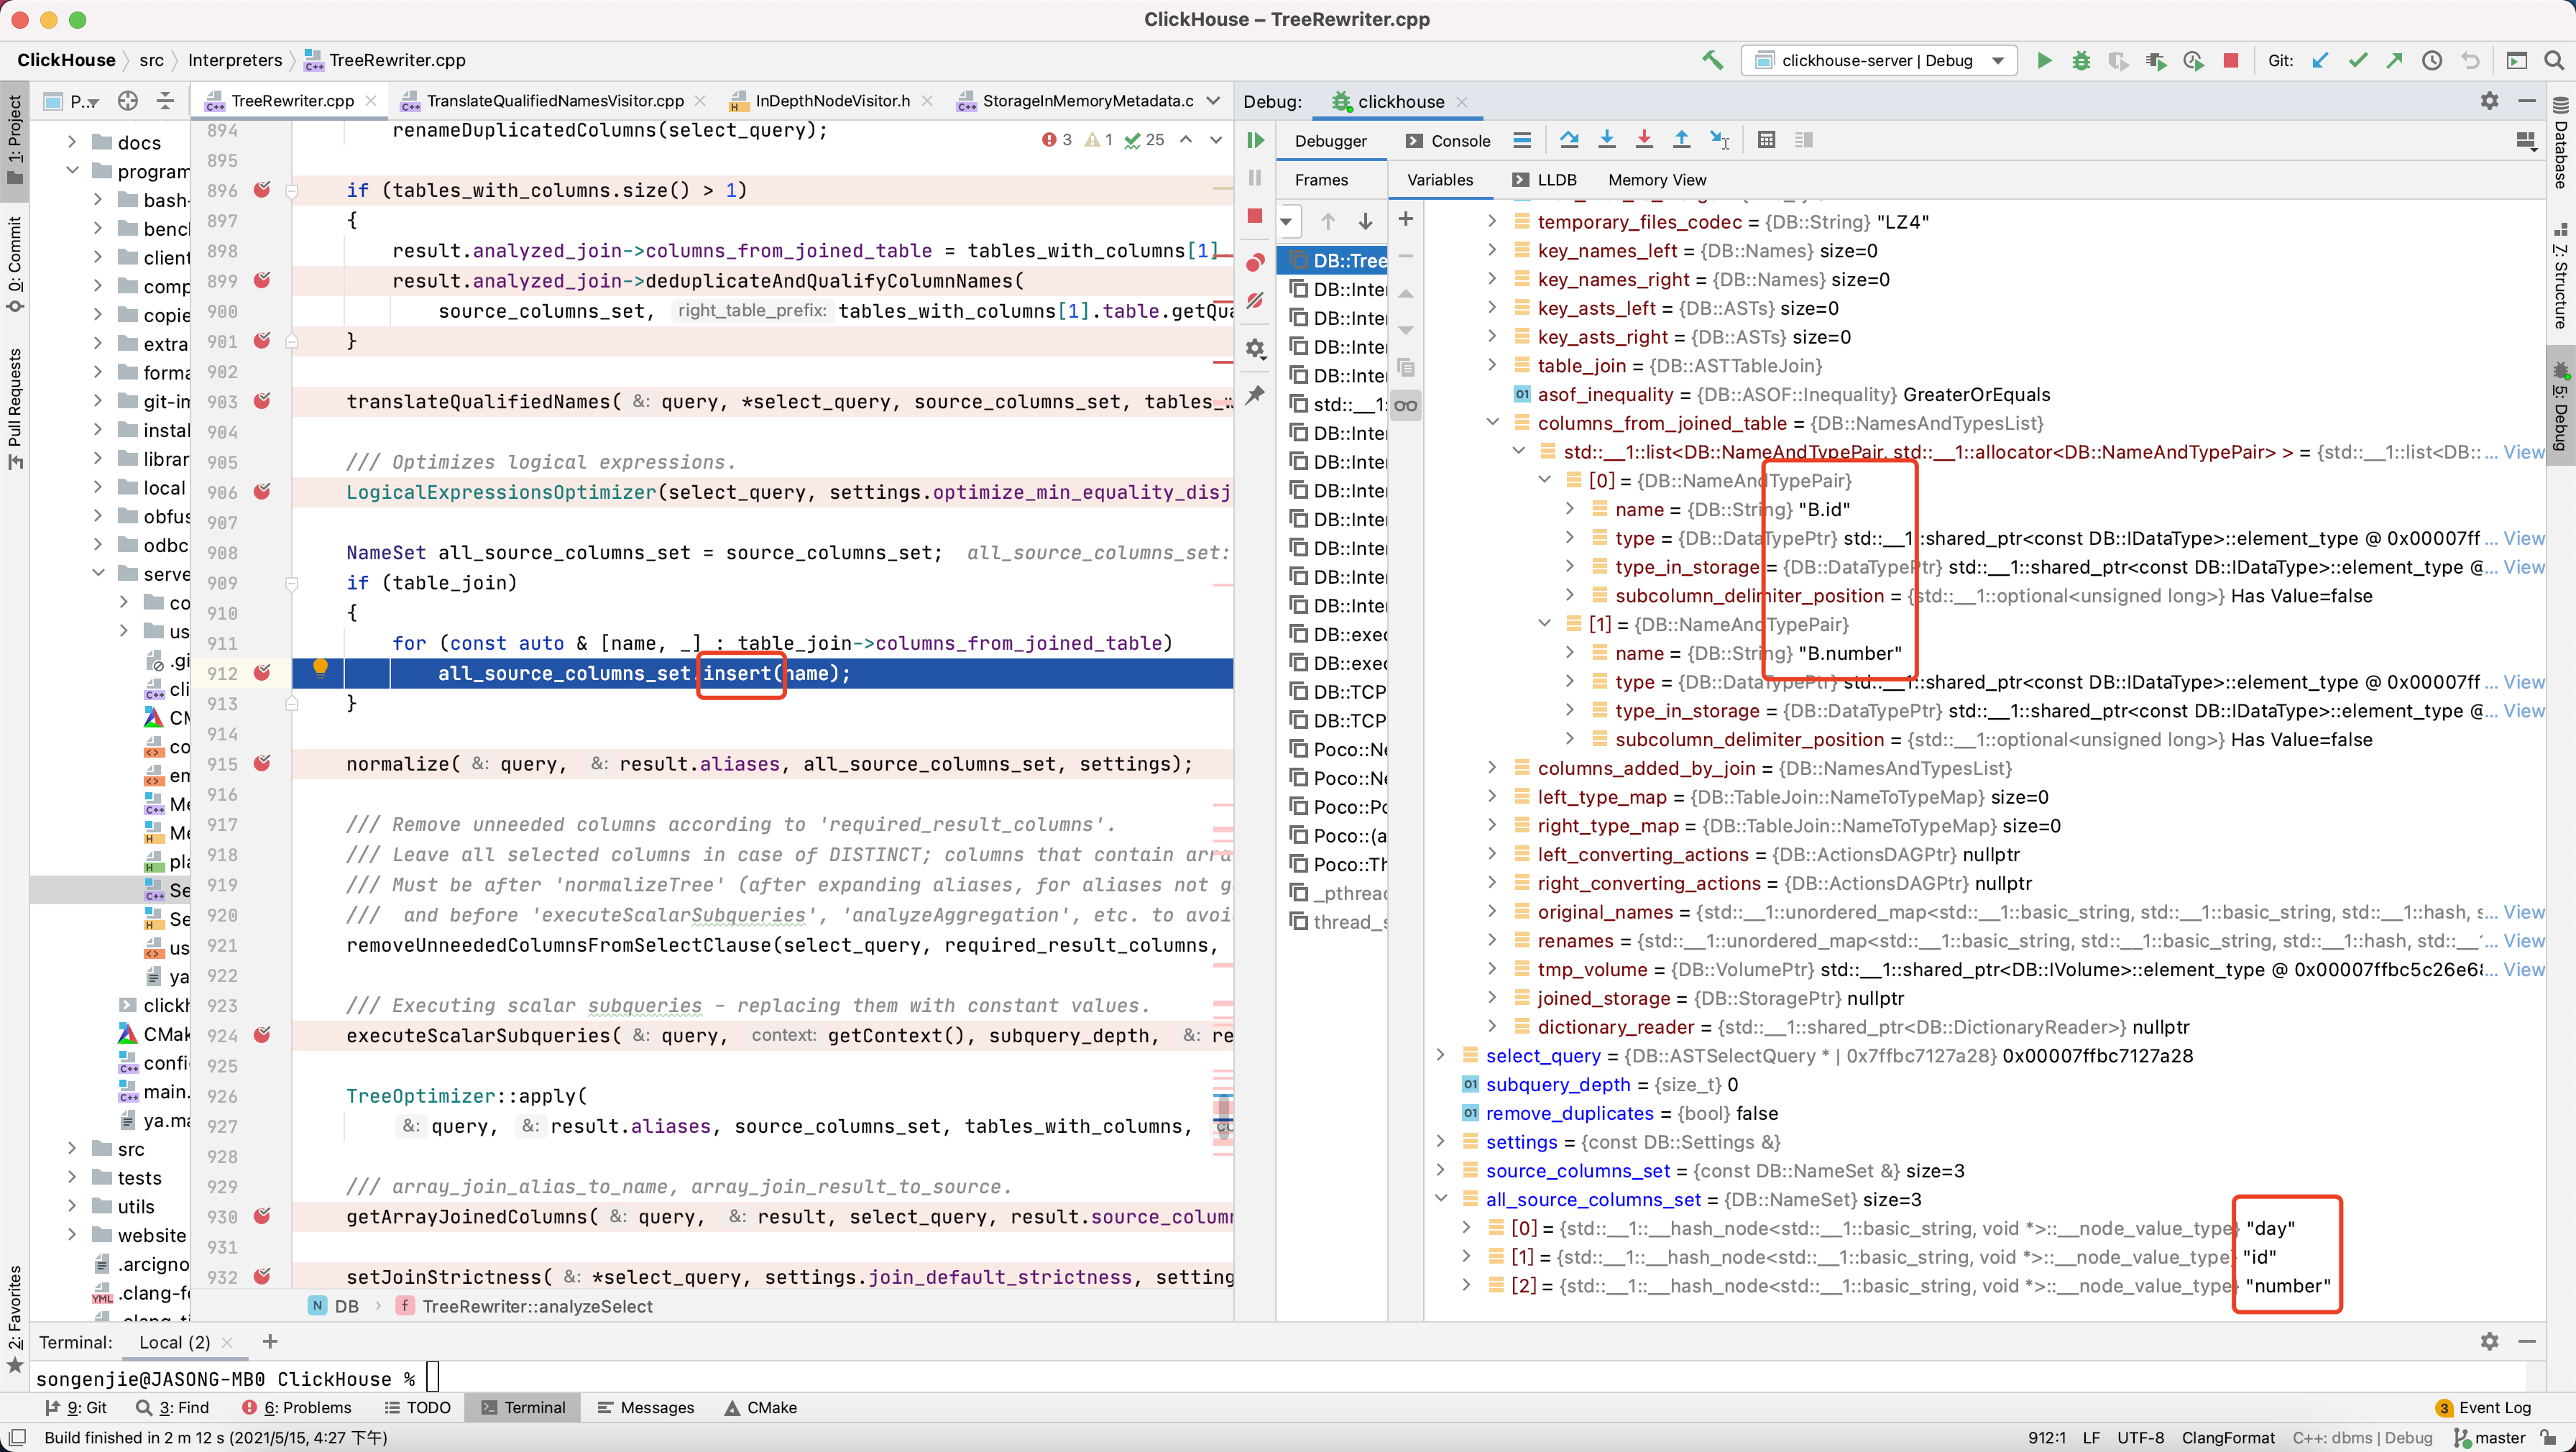 ClickHouse – TreeRewriter.cpp
ClickHouse 〉 src 〉 Interpreters 〉 TreeRewriter.cpp
clickhouse-server | Debug
Git:
P...
TreeRewriter.cpp
TranslateQualifiedNamesVisitor.cpp
InDepthNodeVisitor.h
StorageInMemoryMetadata.c
Debug: clickhouse
1: Project
0: Commit
Pull Requests
2: Favorites
docs
program
bash-
benc
client
comp
copie
extra
forma
git-im
instal
librar
local
obfus
odbc
serve
co
us
.gi
cli
CM
co
em
Me
Me
pla
Se
Se
us
ya
clickh
CMak
confi
main.
ya.ma
src
tests
utils
website
.arcigno
.clang-fo
3 1 25
894 renameDuplicatedColumns(select_query);
895
896 if (tables_with_columns.size() > 1)
897 {
898 result.analyzed_join->columns_from_joined_table = tables_with_columns[1].
899 result.analyzed_join->deduplicateAndQualifyColumnNames(
900 source_columns_set, right_table_prefix: tables_with_columns[1].table.getQua
901 }
902
903 translateQualifiedNames( &: query, *select_query, source_columns_set, tables_w
904
905 /// Optimizes logical expressions.
906 LogicalExpressionsOptimizer(select_query, settings.optimize_min_equality_disj
907
908 NameSet all_source_columns_set = source_columns_set; all_source_columns_set:
909 if (table_join)
910 {
911 for (const auto & [name, _] : table_join->columns_from_joined_table)
912 all_source_columns_set.insert(name);
913 }
914
915 normalize( &: query, &: result.aliases, all_source_columns_set, settings);
916
917 /// Remove unneeded columns according to 'required_result_columns'.
918 /// Leave all selected columns in case of DISTINCT; columns that contain arra
919 /// Must be after 'normalizeTree' (after expanding aliases, for aliases not g
920 /// and before 'executeScalarSubqueries', 'analyzeAggregation', etc. to avoi
921 removeUnneededColumnsFromSelectClause(select_query, required_result_columns,
922
923 /// Executing scalar subqueries - replacing them with constant values.
924 executeScalarSubqueries( &: query, context: getContext(), subquery_depth, &: re
925
926 TreeOptimizer::apply(
927 &: query, &: result.aliases, source_columns_set, tables_with_columns, co
928
929 /// array_join_alias_to_name, array_join_result_to_source.
930 getArrayJoinedColumns( &: query, &: result, select_query, result.source_column
931
932 setJoinStrictness( &: *select_query, settings.join_default_strictness, setting
N DB 〉 f TreeRewriter::analyzeSelect
Debugger Console
Frames Variables LLDB Memory View
DB::Tree
DB::Inter
DB::Inter
DB::Inter
DB::Inter
std::__1::
DB::Inter
DB::Inter
DB::Inter
DB::Inter
DB::Inter
DB::Inter
DB::Inter
DB::exec
DB::exec
DB::TCP
DB::TCP
Poco::Ne
Poco::Ne
Poco::Po
Poco::(a
Poco::Th
_pthread
thread_s
temporary_files_codec = {DB::String} "LZ4"
key_names_left = {DB::Names} size=0
key_names_right = {DB::Names} size=0
key_asts_left = {DB::ASTs} size=0
key_asts_right = {DB::ASTs} size=0
table_join = {DB::ASTTableJoin}
asof_inequality = {DB::ASOF::Inequality} GreaterOrEquals
columns_from_joined_table = {DB::NamesAndTypesList}
std::__1::list<DB::NameAndTypePair, std::__1::allocator<DB::NameAndTypePair> > = {std::__1::list<DB::... View
[0] = {DB::NameAndTypePair}
name = {DB::String} "B.id"
type = {DB::DataTypePtr} std::__1::shared_ptr<const DB::IDataType>::element_type @ 0x00007ff... View
type_in_storage = {DB::DataTypePtr} std::__1::shared_ptr<const DB::IDataType>::element_type @... View
subcolumn_delimiter_position = {std::__1::optional<unsigned long>} Has Value=false
[1] = {DB::NameAndTypePair}
name = {DB::String} "B.number"
type = {DB::DataTypePtr} std::__1::shared_ptr<const DB::IDataType>::element_type @ 0x00007ff... View
type_in_storage = {DB::DataTypePtr} std::__1::shared_ptr<const DB::IDataType>::element_type @... View
subcolumn_delimiter_position = {std::__1::optional<unsigned long>} Has Value=false
columns_added_by_join = {DB::NamesAndTypesList}
left_type_map = {DB::TableJoin::NameToTypeMap} size=0
right_type_map = {DB::TableJoin::NameToTypeMap} size=0
left_converting_actions = {DB::ActionsDAGPtr} nullptr
right_converting_actions = {DB::ActionsDAGPtr} nullptr
original_names = {std::__1::unordered_map<std::__1::basic_string, std::__1::basic_string, std::__1::hash, s... View
renames = {std::__1::unordered_map<std::__1::basic_string, std::__1::basic_string, std::__1::hash, std::__1... View
tmp_volume = {DB::VolumePtr} std::__1::shared_ptr<DB::IVolume>::element_type @ 0x00007ffbc5c26e68... View
joined_storage = {DB::StoragePtr} nullptr
dictionary_reader = {std::__1::shared_ptr<DB::DictionaryReader>} nullptr
select_query = {DB::ASTSelectQuery * | 0x7ffbc7127a28} 0x00007ffbc7127a28
subquery_depth = {size_t} 0
remove_duplicates = {bool} false
settings = {const DB::Settings &}
source_columns_set = {const DB::NameSet &} size=3
all_source_columns_set = {DB::NameSet} size=3
[0] = {std::__1::__hash_node<std::__1::basic_string, void *>::__node_value_type} "day"
[1] = {std::__1::__hash_node<std::__1::basic_string, void *>::__node_value_type} "id"
[2] = {std::__1::__hash_node<std::__1::basic_string, void *>::__node_value_type} "number"
Database
7: Structure
5: Debug
Terminal: Local (2)
songenjie@JASONG-MB0 ClickHouse %
9: Git 3: Find 6: Problems TODO Terminal Messages CMake
3 Event Log
Build finished in 2 m 12 s (2021/5/15, 4:27 下午)
912:1 LF UTF-8 ClangFormat C++: dbms | Debug master